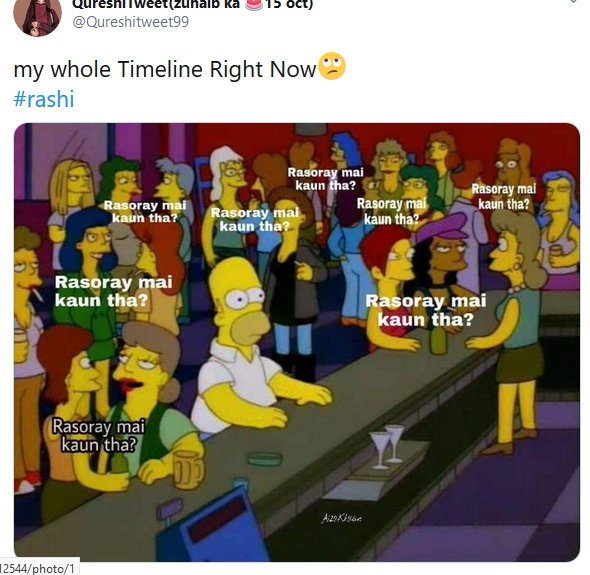 QureshiTweet(zuhaib ka 🎂15 oct)
@Qureshitweet99
my whole Timeline Right Now🙄
#rashi
Rasoray mai
kaun tha?
Rasoray mai
kaun tha?
Rasoray mai
kaun tha?
Rasoray mai
kaun tha?
Rasoray mai
kaun tha?
Rasoray mai
kaun tha?
Rasoray mai
kaun tha?
Rasoray mai
kaun tha?
12544/photo/1